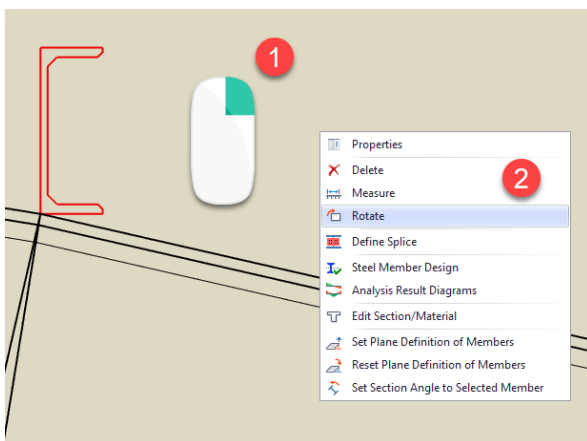 1
2
Properties
Delete
Measure
Rotate
Define Splice
Steel Member Design
Analysis Result Diagrams
Edit Section/Material
Set Plane Definition of Members
Reset Plane Definition of Members
Set Section Angle to Selected Member